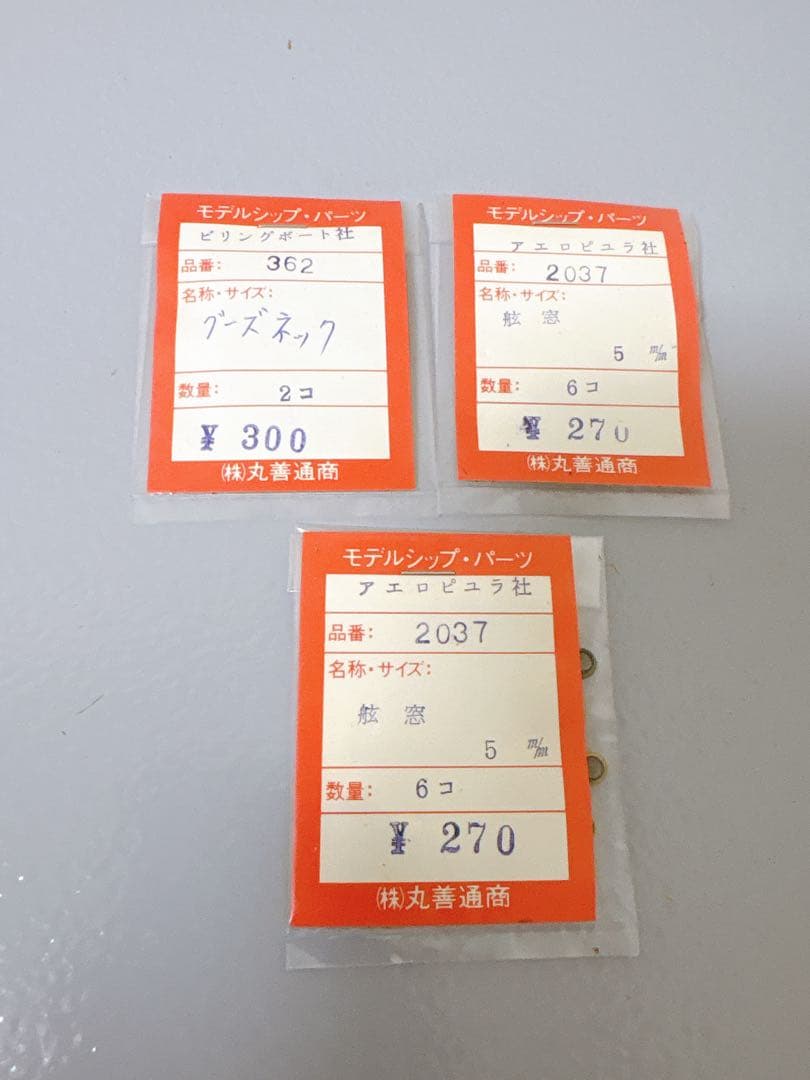 モデルシップ・パーツ
ビリングボート社
品番: 362
名称・サイズ:
グーズネック
数量: 2コ
¥ 300
㈱丸善通商
モデルシップ・パーツ
アエロピユラ社
品番: 2037
名称・サイズ:
舷窓
5 m/m
数量: 6コ
¥ 270
㈱丸善通商
モデルシップ・パーツ
アエロピユラ社
品番: 2037
名称・サイズ:
舷窓
5 m/m
数量: 6コ
¥ 270
㈱丸善通商